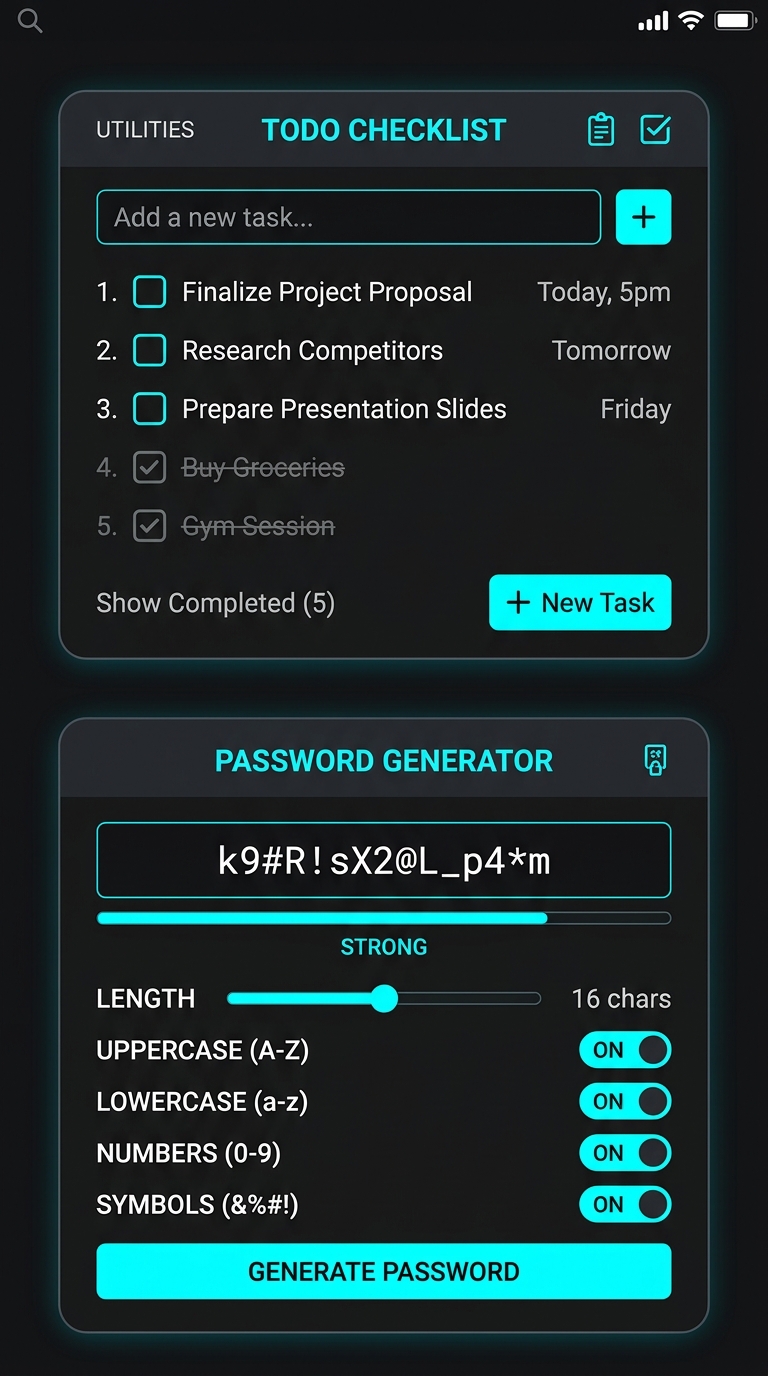 UTILITIES TODO CHECKLIST
Add a new task... +
1. Finalize Project Proposal Today, 5pm
2. Research Competitors Tomorrow
3. Prepare Presentation Slides Friday
4. Buy Groceries
5. Gym Session
Show Completed (5) + New Task
PASSWORD GENERATOR
k9#R!sX2@L_p4*m
STRONG
LENGTH 16 chars
UPPERCASE (A-Z) ON
LOWERCASE (a-z) ON
NUMBERS (0-9) ON
SYMBOLS (&%#!) ON
GENERATE PASSWORD